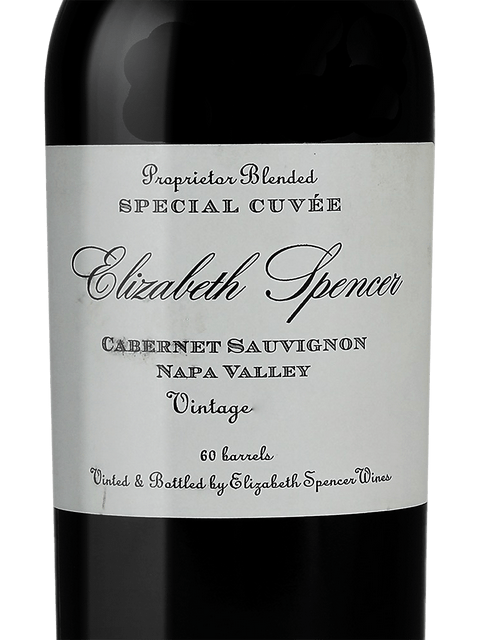 Proprietor Blended
SPECIAL CUVÉE
Elizabeth Spencer
CABERNET SAUVIGNON
NAPA VALLEY
Vintage
60 barrels
Vinted & Bottled by Elizabeth Spencer Wines